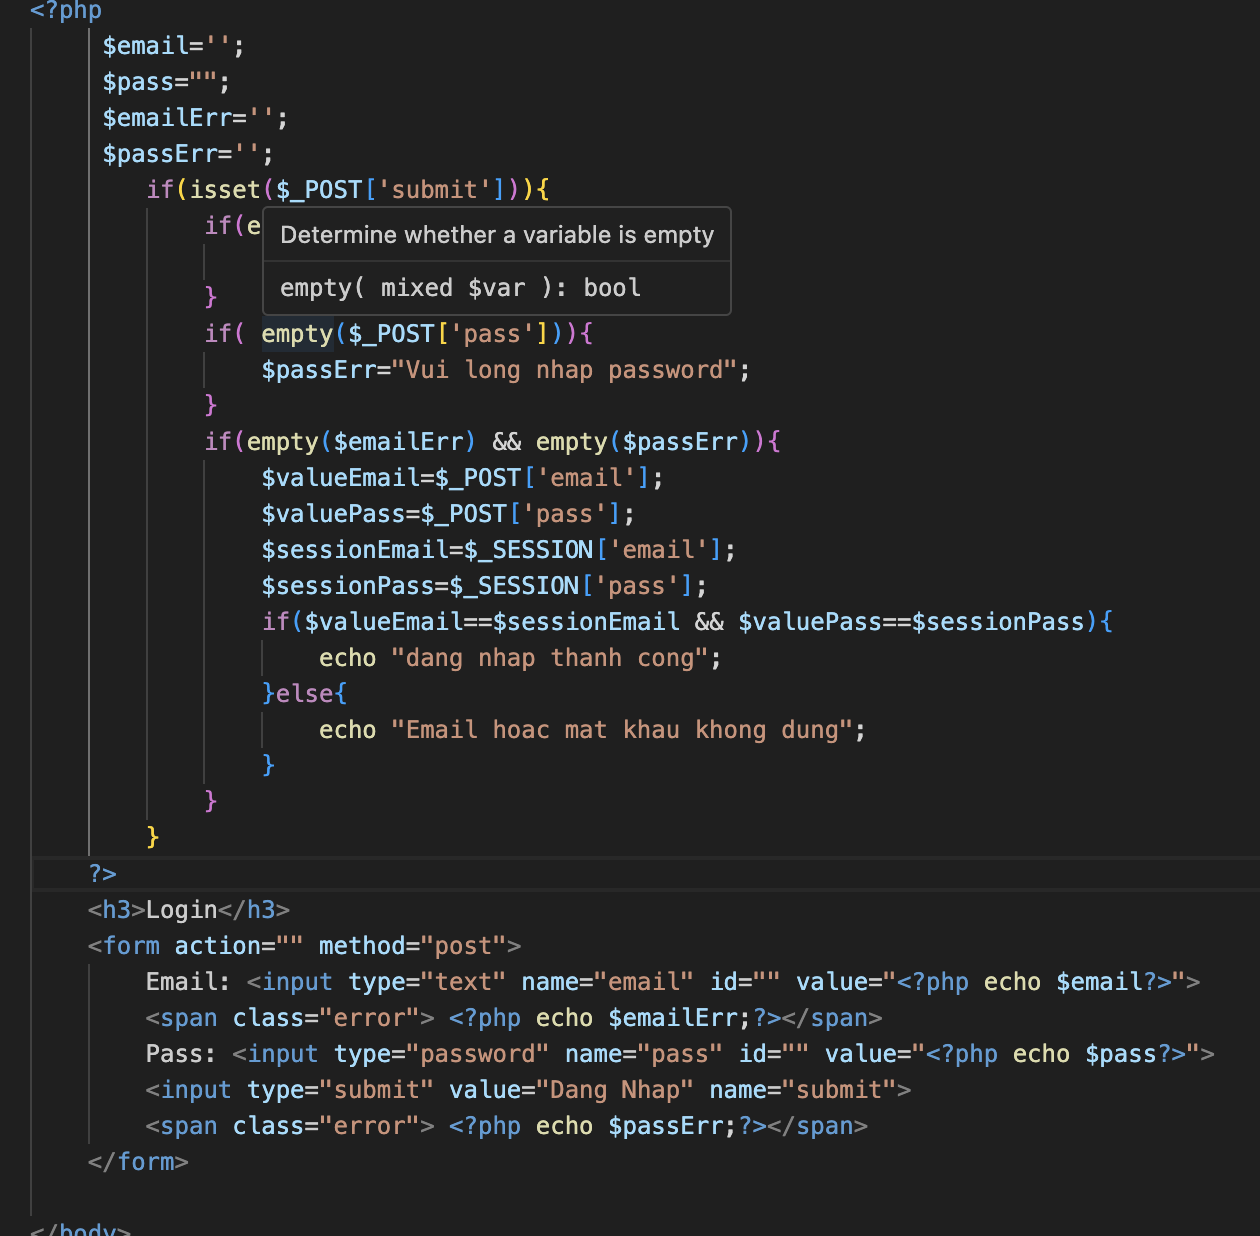 <?php
$email='';
$pass="";
$emailErr='';
$passErr='';
if(isset($_POST['submit'])){
if(e
Determine whether a variable is empty
empty( mixed $var ): bool
}
if( empty($_POST['pass'])){
$passErr="Vui long nhap password";
}
if(empty($emailErr) && empty($passErr)){
$valueEmail=$_POST['email'];
$valuePass=$_POST['pass'];
$sessionEmail=$_SESSION['email'];
$sessionPass=$_SESSION['pass'];
if($valueEmail==$sessionEmail && $valuePass==$sessionPass){
echo "dang nhap thanh cong";
}else{
echo "Email hoac mat khau khong dung";
}
}
}
?>
<h3>Login</h3>
<form action="" method="post">
Email: <input type="text" name="email" id="" value="<?php echo $email?>">
<span class="error"> <?php echo $emailErr;?></span>
Pass: <input type="password" name="pass" id="" value="<?php echo $pass?>">
<input type="submit" value="Dang Nhap" name="submit">
<span class="error"> <?php echo $passErr;?></span>
</form>
</body>